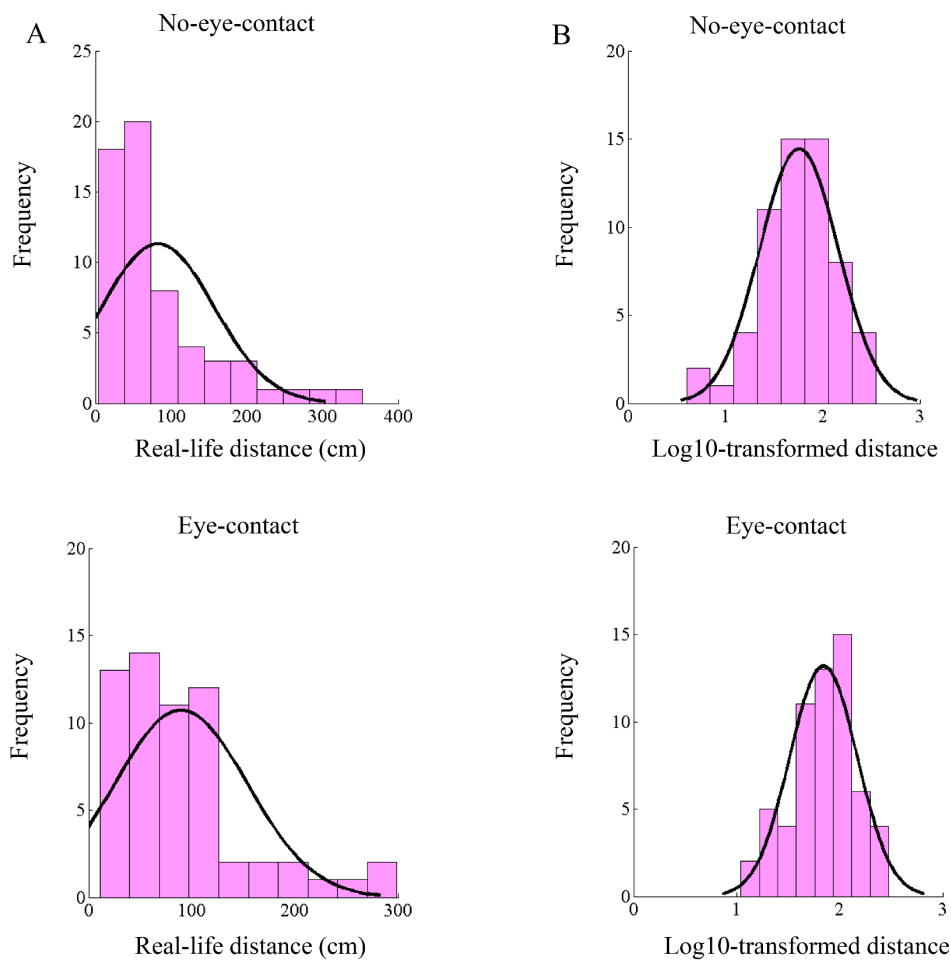 A
No-eye-contact
25
20
15
10
5
0
Frequency
0 100 200 300 400
Real-life distance (cm)
B
No-eye-contact
20
15
10
5
0
Frequency
0 1 2 3
Log10-transformed distance
Eye-contact
20
15
10
5
0
Frequency
0 100 200 300
Real-life distance (cm)
Eye-contact
20
15
10
5
0
Frequency
0 1 2 3
Log10-transformed distance